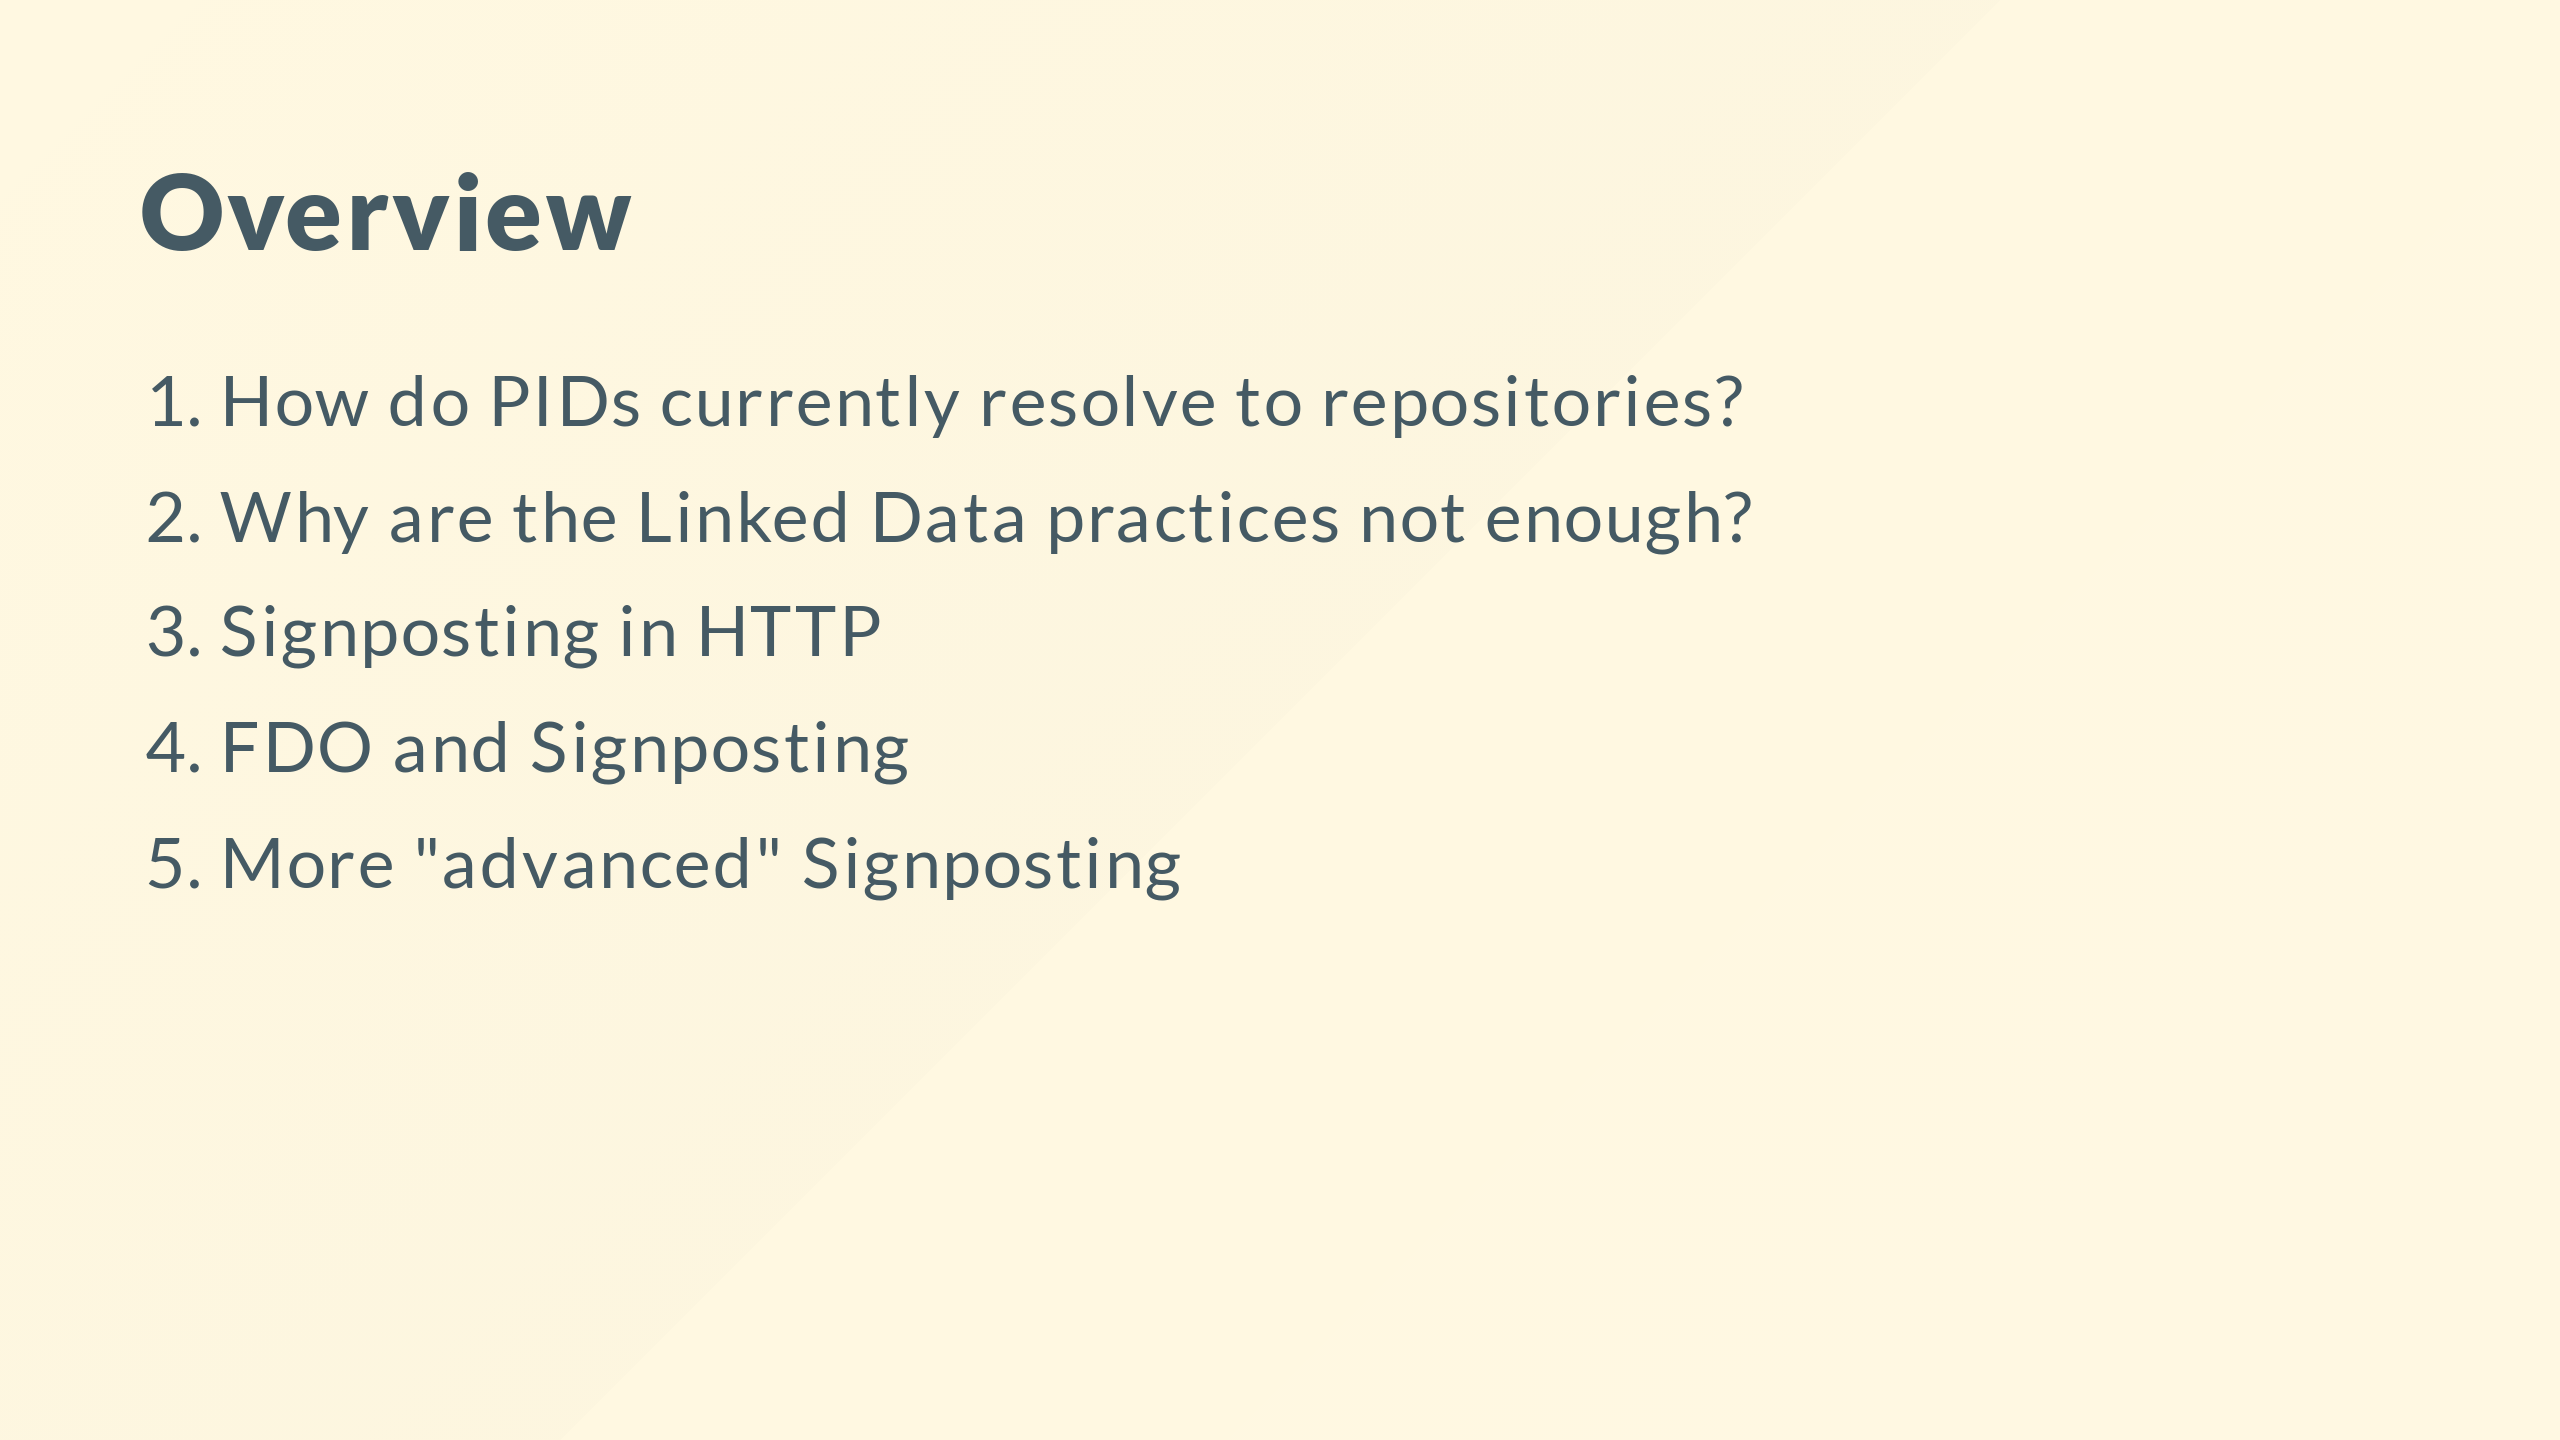 Overview
1. How do PIDs currently resolve to repositories?
2. Why are the Linked Data practices not enough?
3. Signposting in HTTP
4. FDO and Signposting
5. More "advanced" Signposting